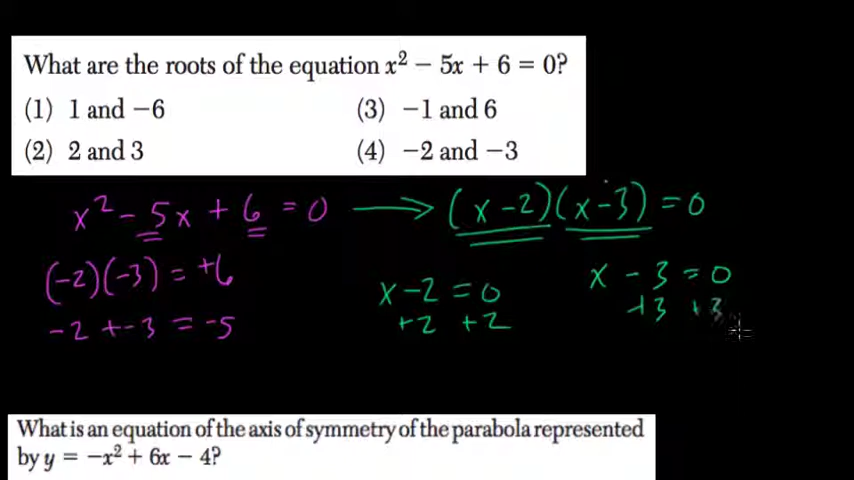 What are the roots of the equation x² − 5x + 6 = 0?
(1) 1 and −6 (3) −1 and 6
(2) 2 and 3 (4) −2 and −3
x² − 5x + 6 = 0 → (x−2)(x−3) = 0
(−2)(−3) = +6
x−2 = 0 x − 3 = 0
+2 +2 +3 +3
−2 + −3 = −5
What is an equation of the axis of symmetry of the parabola represented
by y = −x² + 6x − 4?